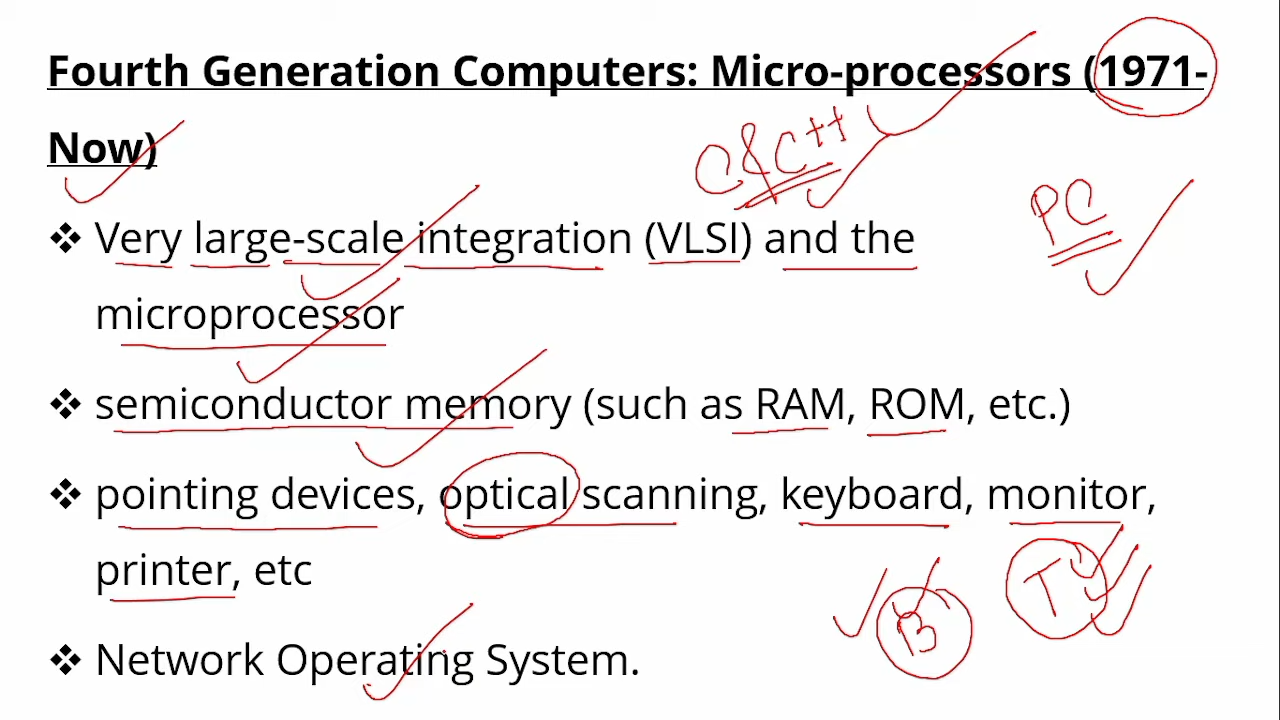 Fourth Generation Computers: Micro-processors (1971-
Now)
C & C++
PC
❖ Very large-scale integration (VLSI) and the
microprocessor
❖ semiconductor memory (such as RAM, ROM, etc.)
❖ pointing devices, optical scanning, keyboard, monitor,
printer, etc
T
B
❖ Network Operating System.